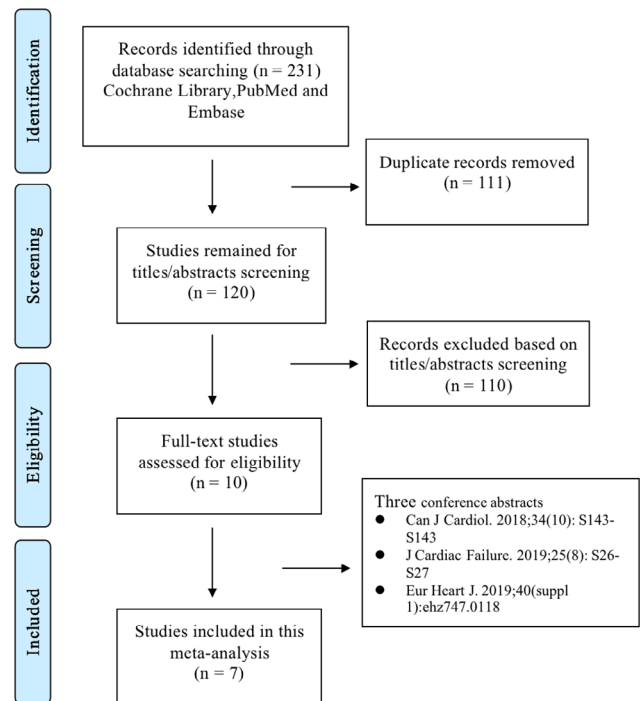 Identification
Records identified through
database searching (n = 231)
Cochrane Library,PubMed and
Embase
Duplicate records removed
(n = 111)
Screening
Studies remained for
titles/abstracts screening
(n = 120)
Records excluded based on
titles/abstracts screening
(n = 110)
Eligibility
Full-text studies
assessed for eligibility
(n = 10)
Three conference abstracts
● Can J Cardiol. 2018;34(10): S143-
S143
● J Cardiac Failure. 2019;25(8): S26-
S27
● Eur Heart J. 2019;40(suppl
1):ehz747.0118
Included
Studies included in this
meta-analysis
(n = 7)